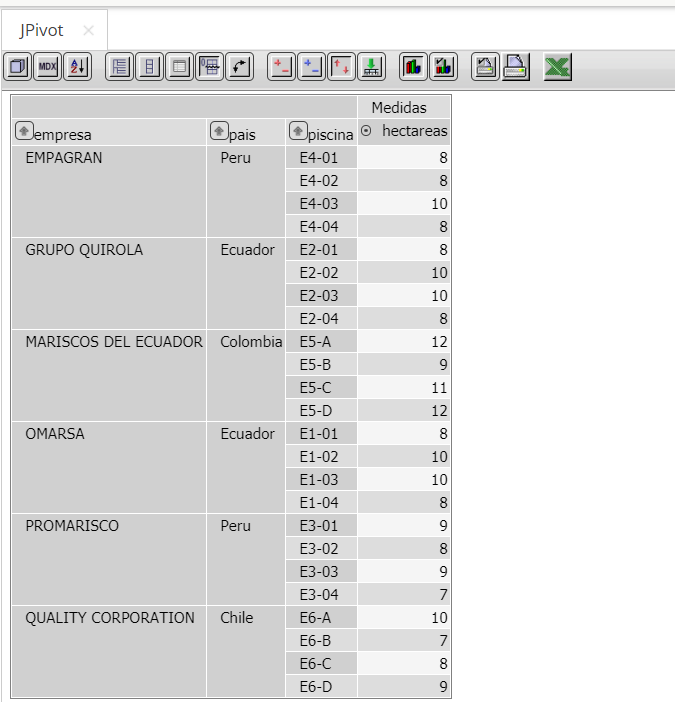 JPivot ×
MDX A Z
Medidas
empresa pais piscina hectareas
EMPAGRAN Peru E4-01 8
E4-02 8
E4-03 10
E4-04 8
GRUPO QUIROLA Ecuador E2-01 8
E2-02 10
E2-03 10
E2-04 8
MARISCOS DEL ECUADOR Colombia E5-A 12
E5-B 9
E5-C 11
E5-D 12
OMARSA Ecuador E1-01 8
E1-02 10
E1-03 10
E1-04 8
PROMARISCO Peru E3-01 9
E3-02 8
E3-03 9
E3-04 7
QUALITY CORPORATION Chile E6-A 10
E6-B 7
E6-C 8
E6-D 9